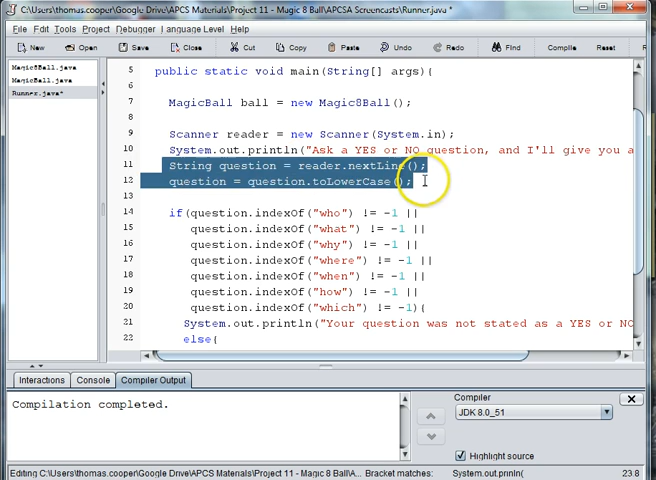 C:\Users\thomas.cooper\Google Drive\APCS Materials\Project 11 - Magic 8 Ball\APCSA Screencasts\Runner.java *
File Edit Tools Project Debugger Language Level Help
New Open Save Close Cut Copy Paste Undo Redo Find Compile Reset
Magic8Ball.java
MagicBall.java
Runner.java*
5 public static void main(String[] args){
6
7 MagicBall ball = new Magic8Ball();
8
9 Scanner reader = new Scanner(System.in);
10 System.out.println("Ask a YES or NO question, and I'll give you a
11 String question = reader.nextLine();
12 question = question.toLowerCase();
13
14 if(question.indexOf("who") != -1 ||
15 question.indexOf("what") != -1 ||
16 question.indexOf("why") != -1 ||
17 question.indexOf("where") != -1 ||
18 question.indexOf("when") != -1 ||
19 question.indexOf("how") != -1 ||
20 question.indexOf("which") != -1){
21 System.out.println("Your question was not stated as a YES or NO
22 else{
Interactions Console Compiler Output
Compilation completed.
Compiler
JDK 8.0_51
Highlight source
Editing C:\Users\thomas.cooper\Google Drive\APCS Materials\Project 11 - Magic 8 Ball\A... Bracket matches: System.out.println( 23:8